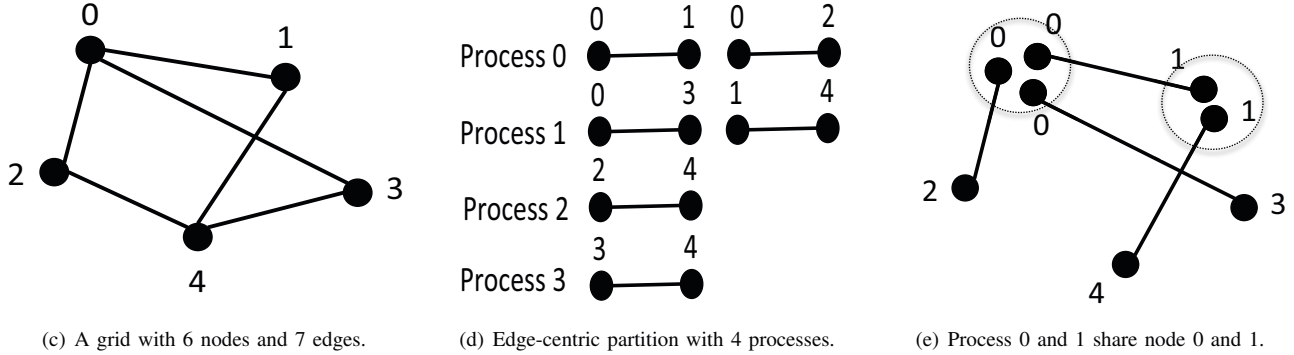 0
1
2
3
4
0 1 0 2
Process 0
0 3 1 4
Process 1
2 4
Process 2
3 4
Process 3
0
0
1
0
1
2
3
4
(c) A grid with 6 nodes and 7 edges.
(d) Edge-centric partition with 4 processes.
(e) Process 0 and 1 share node 0 and 1.